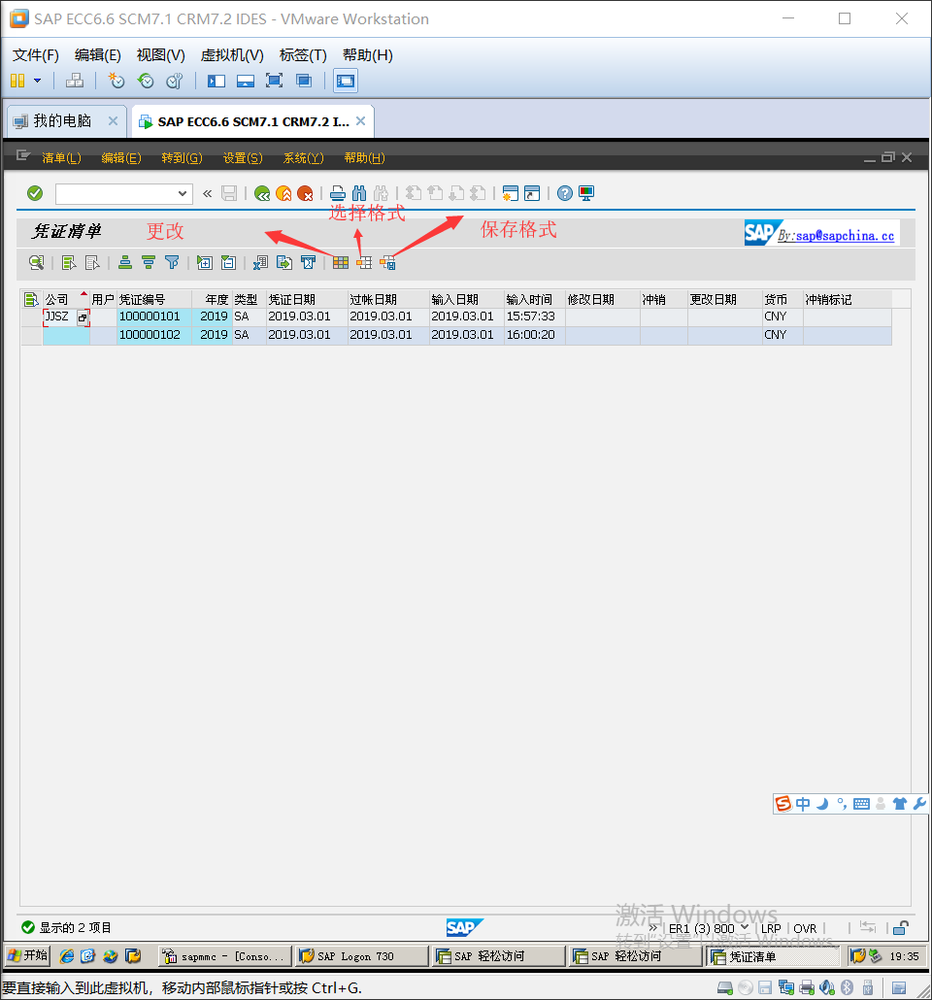 SAP ECC6.6 SCM7.1 CRM7.2 IDES - VMware Workstation
文件(F) 编辑(E) 视图(V) 虚拟机(V) 标签(T) 帮助(H)
我的电脑 SAP ECC6.6 SCM7.1 CRM7.2 I...
清单(L) 编辑(E) 转到(G) 设置(S) 系统(Y) 帮助(H)
选择格式
凭证清单 更改 保存格式 SAP By:sap@sapchina.cc
公司 用户 凭证编号 年度 类型 凭证日期 过帐日期 输入日期 输入时间 修改日期 冲销 更改日期 货币 冲销标记
JJSZ 100000101 2019 SA 2019.03.01 2019.03.01 2019.03.01 15:57:33 CNY
100000102 2019 SA 2019.03.01 2019.03.01 2019.03.01 16:00:20 CNY
中
激活 Windows
显示的 2 项目 SAP » ER1 (3) 800 LRP OVR
转到"设置"以激活 Windows。
开始 sapmmc - [Conso... SAP Logon 730 SAP 轻松访问 SAP 轻松访问 凭证清单 19:35
要直接输入到此虚拟机，移动内部鼠标指针或按 Ctrl+G.